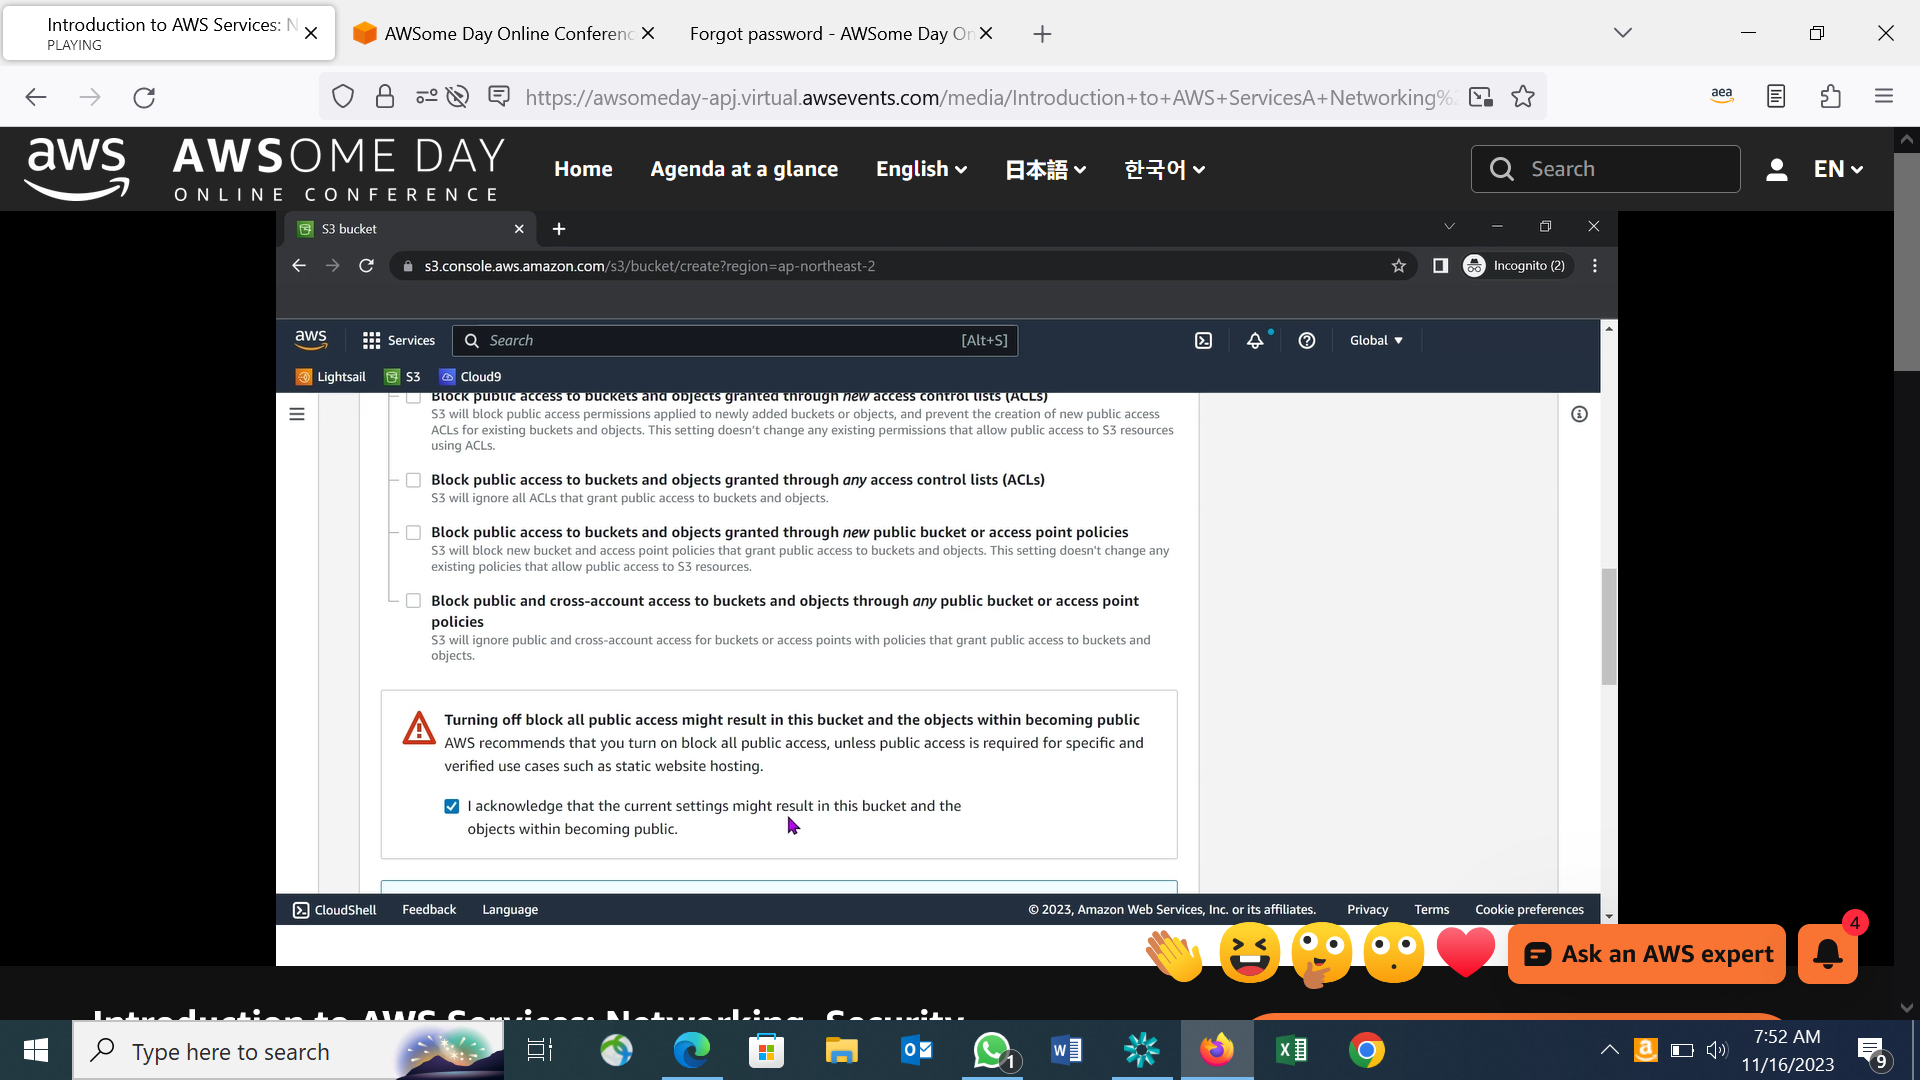 Introduction to AWS Services: N
PLAYING
AWSome Day Online Conferenc
Forgot password - AWSome Day On
https://awsomeday-apj.virtual.awsevents.com/media/Introduction+to+AWS+ServicesA+Networking%
aea
aws
AWSOME DAY
ONLINE CONFERENCE
Home
Agenda at a glance
English
日本語
한국어
Search
EN
S3 bucket
s3.console.aws.amazon.com/s3/bucket/create?region=ap-northeast-2
Incognito (2)
aws
Services
Search
[Alt+S]
Global
Lightsail
S3
Cloud9
Block public access to buckets and objects granted through new access control lists (ACLs)
S3 will block public access permissions applied to newly added buckets or objects, and prevent the creation of new public access
ACLs for existing buckets and objects. This setting doesn't change any existing permissions that allow public access to S3 resources
using ACLs.
Block public access to buckets and objects granted through any access control lists (ACLs)
S3 will ignore all ACLs that grant public access to buckets and objects.
Block public access to buckets and objects granted through new public bucket or access point policies
S3 will block new bucket and access point policies that grant public access to buckets and objects. This setting doesn't change any
existing policies that allow public access to S3 resources.
Block public and cross-account access to buckets and objects through any public bucket or access point
policies
S3 will ignore public and cross-account access for buckets or access points with policies that grant public access to buckets and
objects.
Turning off block all public access might result in this bucket and the objects within becoming public
AWS recommends that you turn on block all public access, unless public access is required for specific and
verified use cases such as static website hosting.
I acknowledge that the current settings might result in this bucket and the
objects within becoming public.
CloudShell
Feedback
Language
© 2023, Amazon Web Services, Inc. or its affiliates.
Privacy
Terms
Cookie preferences
Ask an AWS expert
4
Introduction to AWS Services: Networking, Security
Type here to search
1
7:52 AM
11/16/2023
9